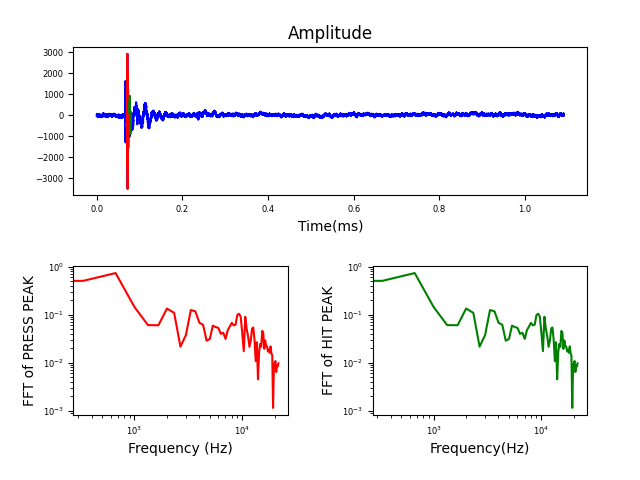 Amplitude
3000
2000
1000
0
−1000
−2000
−3000
0.0 0.2 0.4 0.6 0.8 1.0
Time(ms)
FFT of PRESS PEAK
10⁰
10⁻¹
10⁻²
10⁻³
10³ 10⁴
Frequency (Hz)
FFT of HIT PEAK
10⁰
10⁻¹
10⁻²
10⁻³
10³ 10⁴
Frequency(Hz)